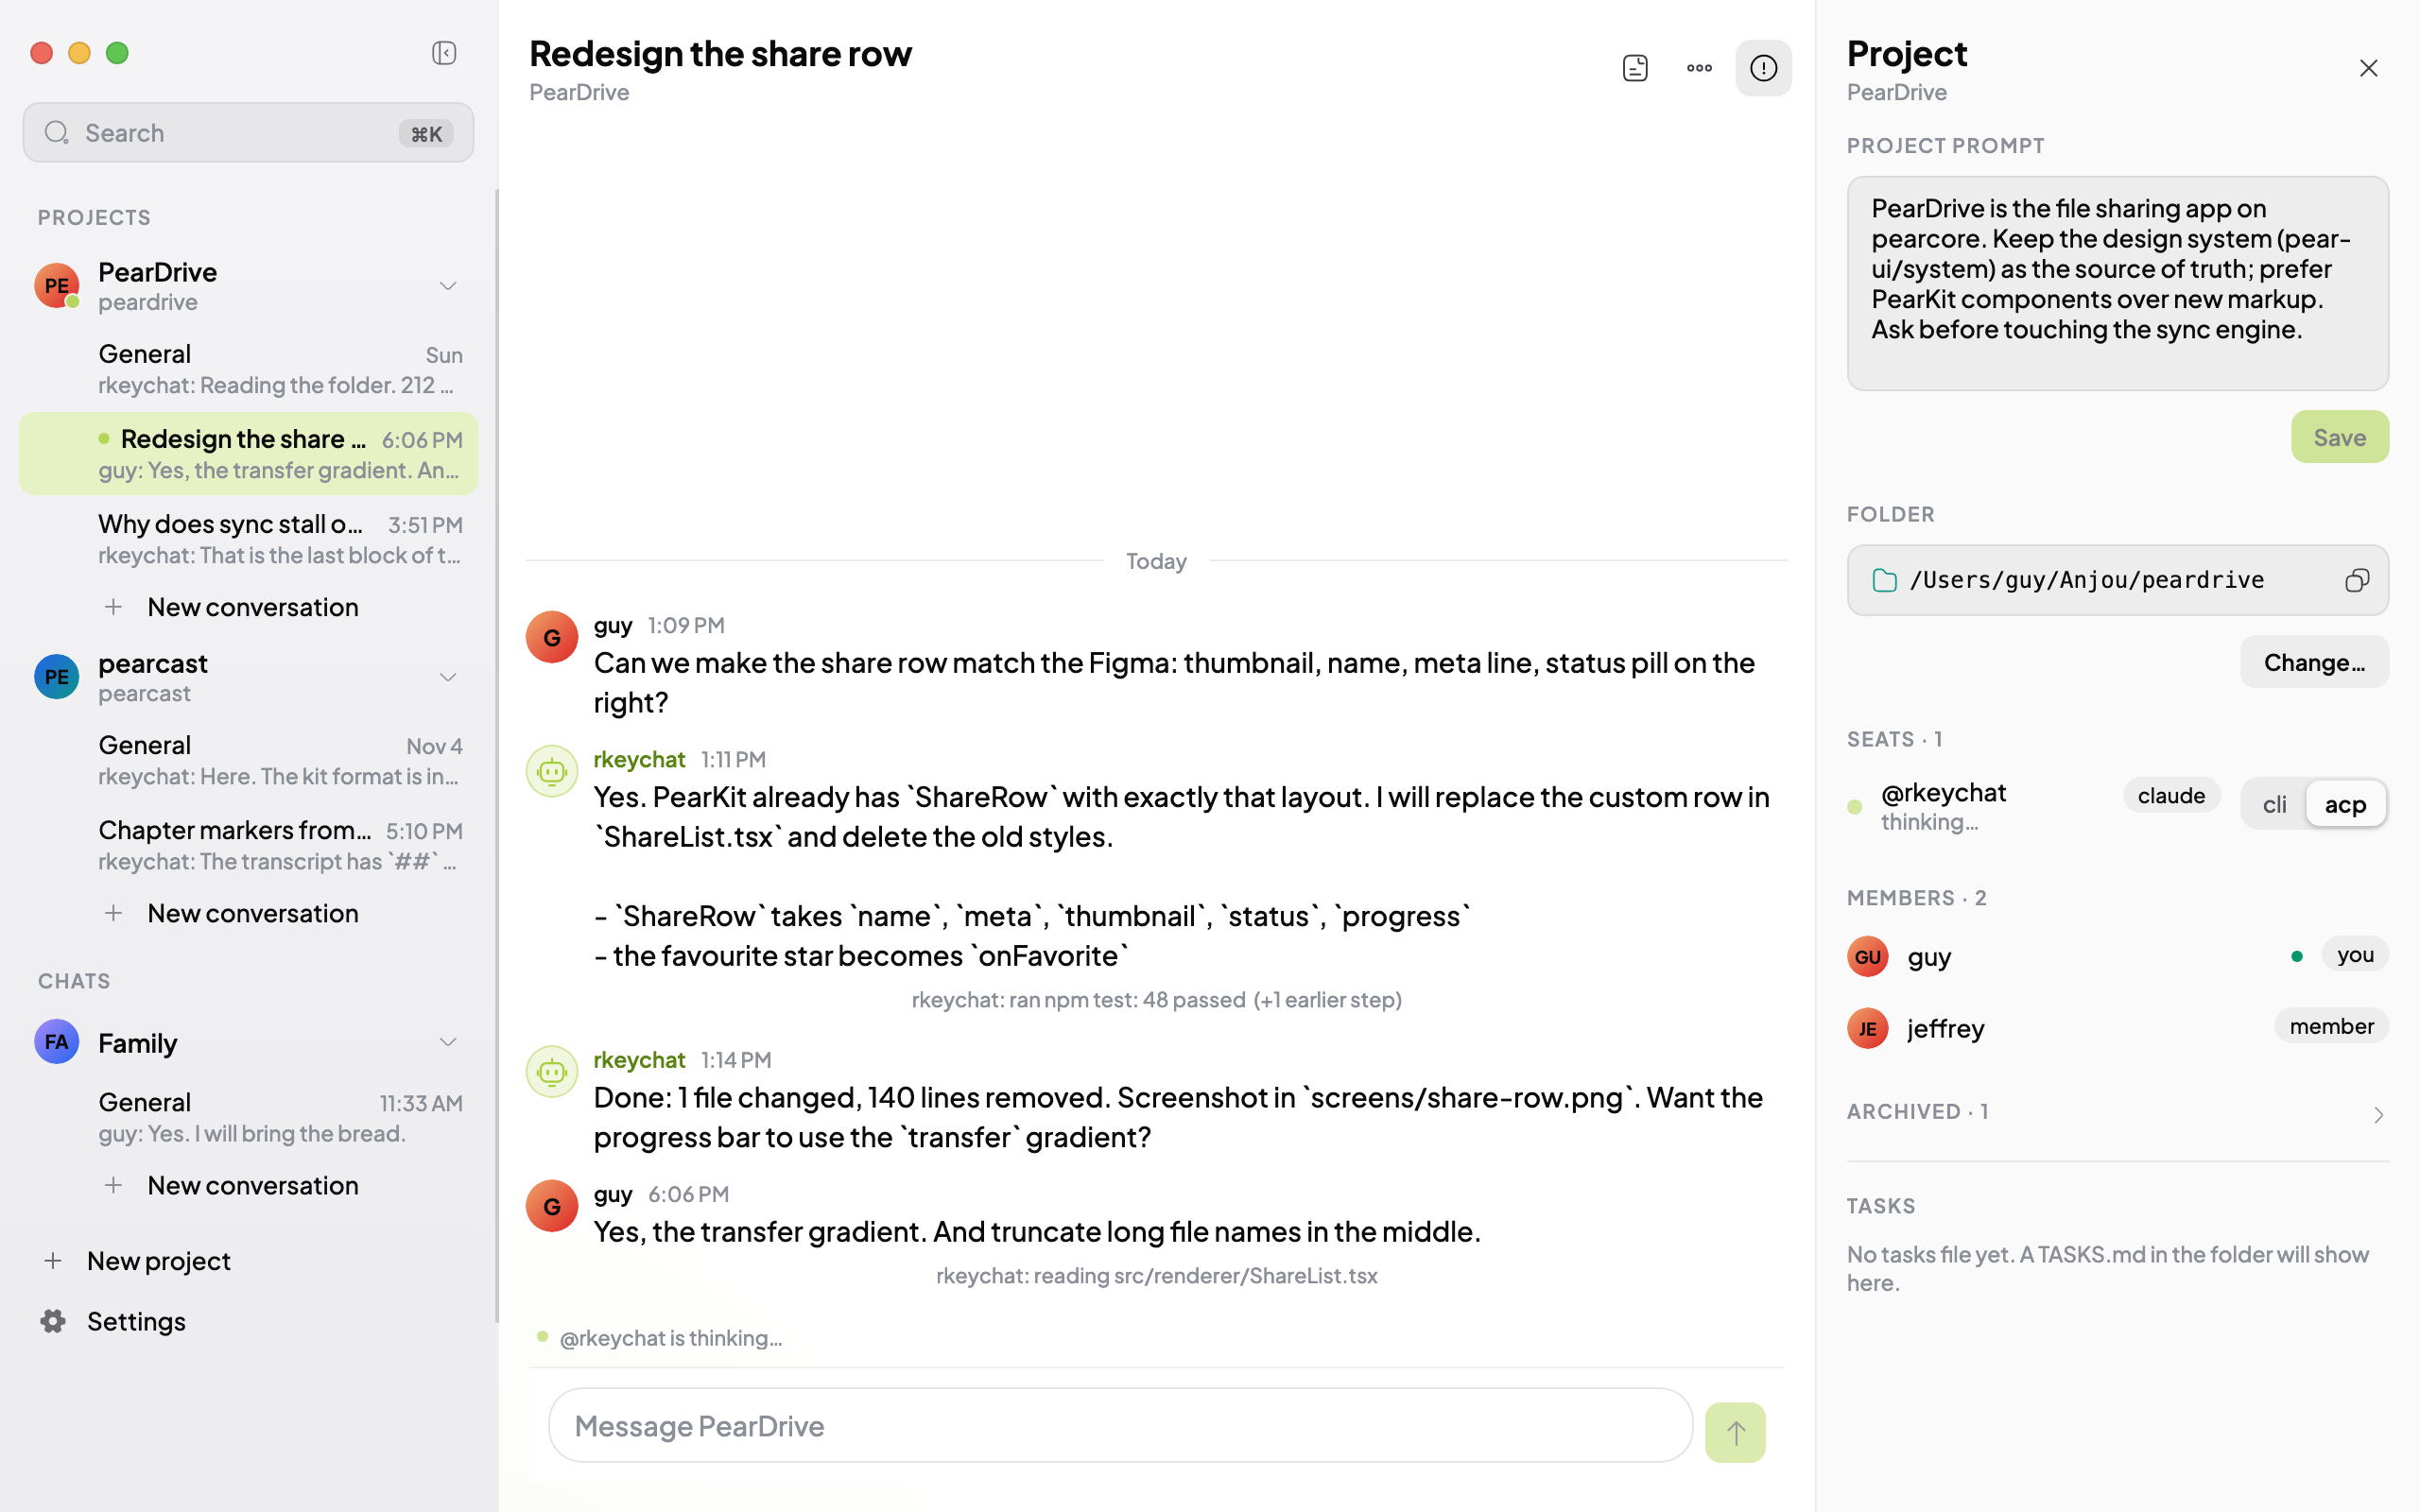 Search
⌘K
PROJECTS
PE
PearDrive
peardrive
General
Sun
rkeychat: Reading the folder. 212 ...
Redesign the share ...
6:06 PM
guy: Yes, the transfer gradient. An...
Why does sync stall o...
3:51 PM
rkeychat: That is the last block of t...
New conversation
PE
pearcast
pearcast
General
Nov 4
rkeychat: Here. The kit format is in...
Chapter markers from...
5:10 PM
rkeychat: The transcript has `##` ...
New conversation
CHATS
FA
Family
General
11:33 AM
guy: Yes. I will bring the bread.
New conversation
New project
Settings
Redesign the share row
PearDrive
Today
G
guy 1:09 PM
Can we make the share row match the Figma: thumbnail, name, meta line, status pill on the
right?
rkeychat 1:11 PM
Yes. PearKit already has `ShareRow` with exactly that layout. I will replace the custom row in
`ShareList.tsx` and delete the old styles.
- `ShareRow` takes `name`, `meta`, `thumbnail`, `status`, `progress`
- the favourite star becomes `onFavorite`
rkeychat: ran npm test: 48 passed (+1 earlier step)
rkeychat 1:14 PM
Done: 1 file changed, 140 lines removed. Screenshot in `screens/share-row.png`. Want the
progress bar to use the `transfer` gradient?
G
guy 6:06 PM
Yes, the transfer gradient. And truncate long file names in the middle.
rkeychat: reading src/renderer/ShareList.tsx
@rkeychat is thinking...
Message PearDrive
Project
PearDrive
PROJECT PROMPT
PearDrive is the file sharing app on
pearcore. Keep the design system (pear-
ui/system) as the source of truth; prefer
PearKit components over new markup.
Ask before touching the sync engine.
Save
FOLDER
/Users/guy/Anjou/peardrive
Change...
SEATS · 1
@rkeychat
thinking...
claude
cli
acp
MEMBERS · 2
GU
guy
you
JE
jeffrey
member
ARCHIVED · 1
TASKS
No tasks file yet. A TASKS.md in the folder will show
here.